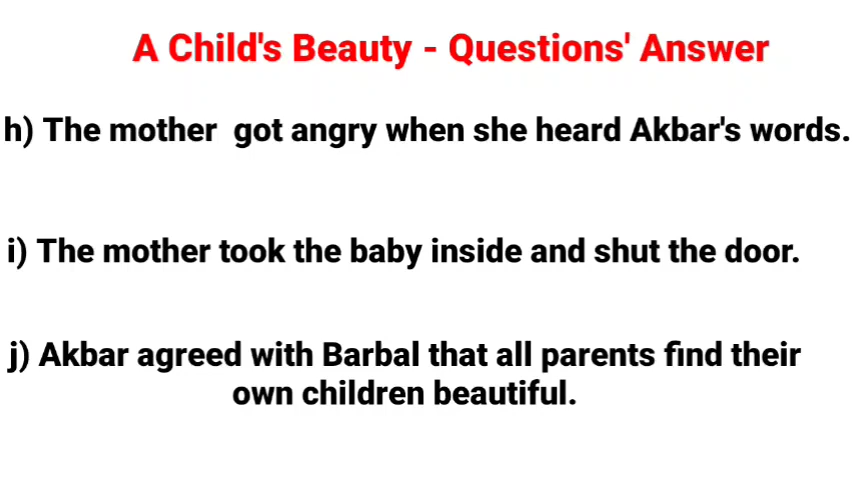 A Child's Beauty - Questions' Answer
h) The mother got angry when she heard Akbar's words.
i) The mother took the baby inside and shut the door.
j) Akbar agreed with Barbal that all parents find their
own children beautiful.